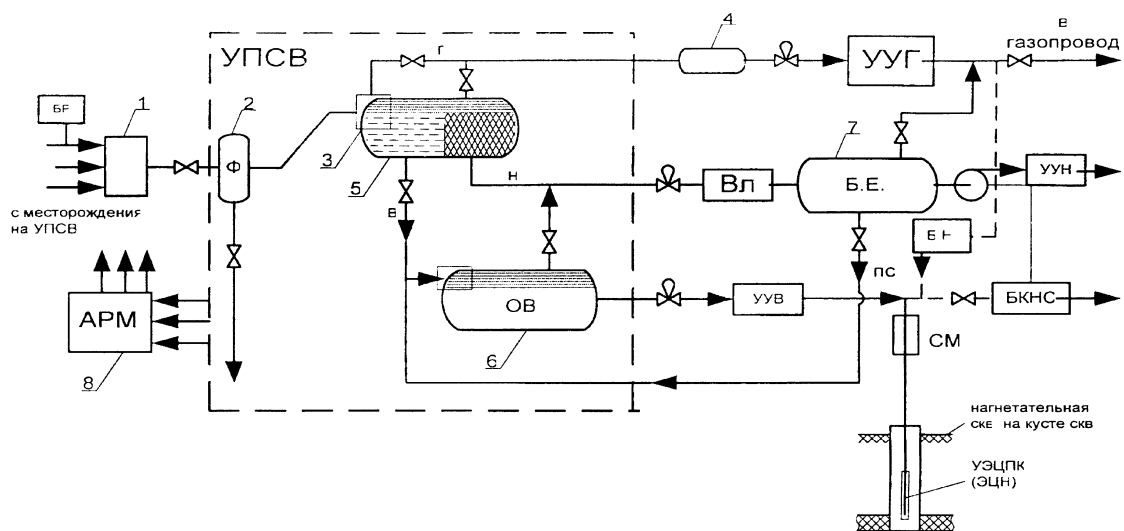 УПСВ
г
4
УУГ
в
газопровод
БР
1
2
Ф
3
5
н
в
Вл
7
Б.Е.
УУН
с месторождения
на УПСВ
АРМ
8
ОВ
6
УУВ
пс
БКНС
СМ
нагнетательная
скв на кусте скв
УЭЦПК
(ЭЦН)